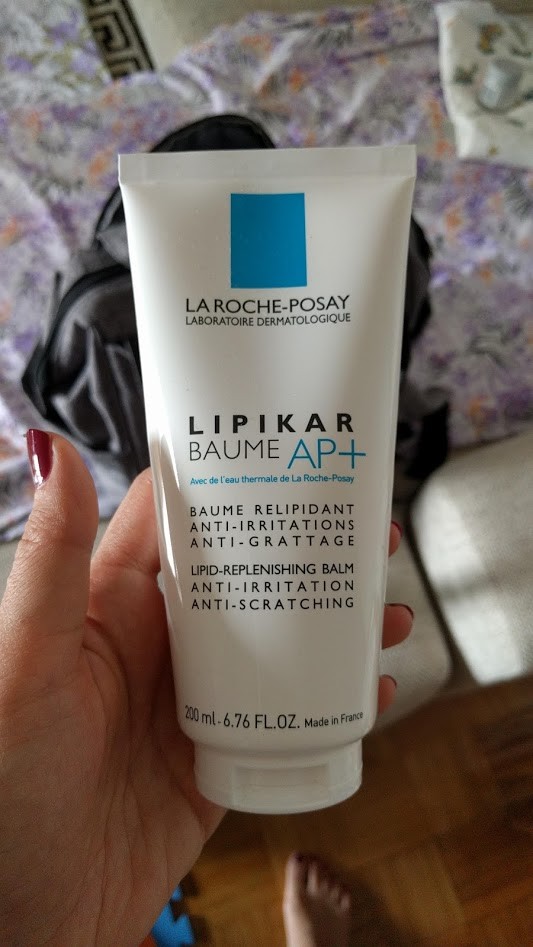 LA ROCHE-POSAY
LABORATOIRE DERMATOLOGIQUE
LIPIKAR
BAUME AP+
Avec de l'eau thermale de La Roche-Posay
BAUME RELIPIDANT
ANTI-IRRITATIONS
ANTI-GRATTAGE
LIPID-REPLENISHING BALM
ANTI-IRRITATION
ANTI-SCRATCHING
200 ml - 6.76 FL.OZ. Made in France